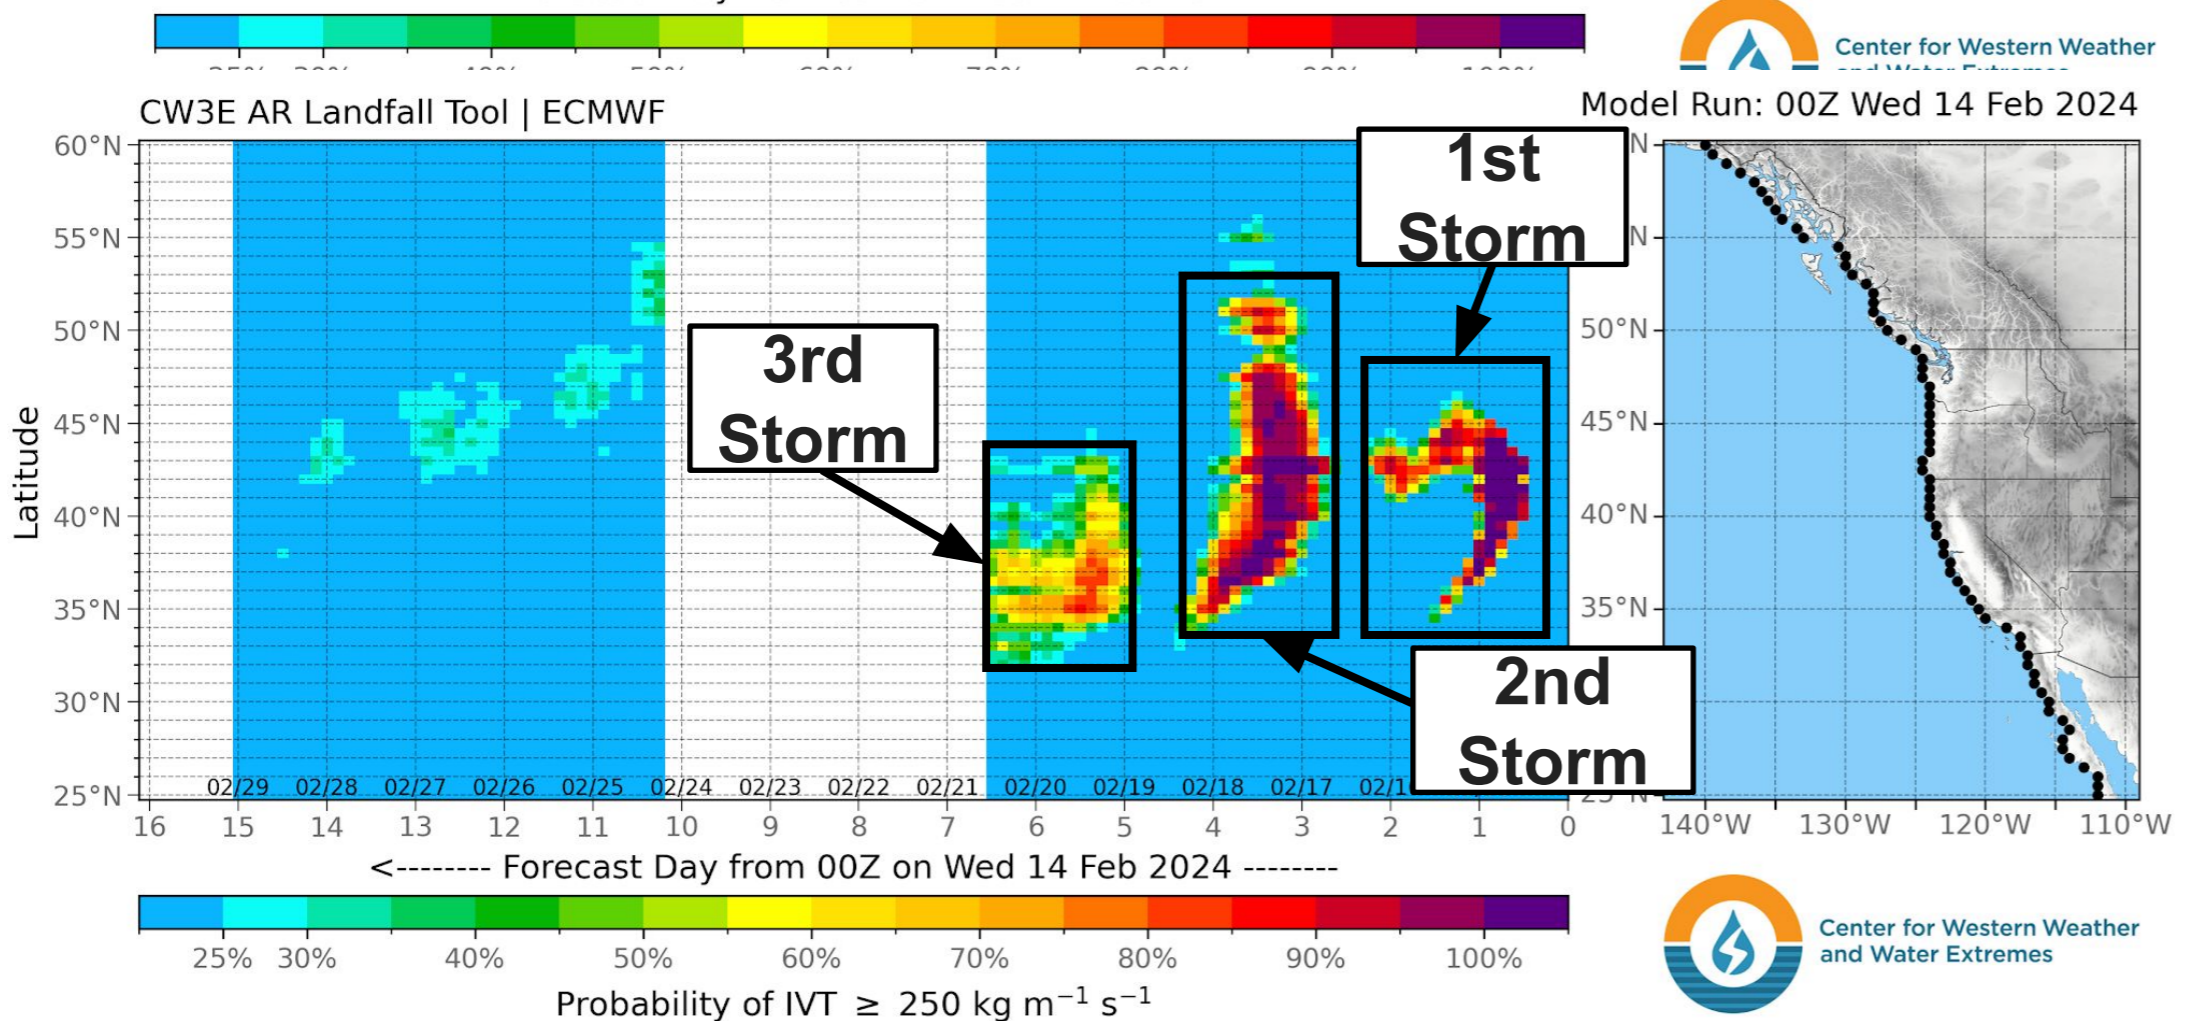 Center for Western Weather
and Water Extremes
CW3E AR Landfall Tool | ECMWF
Model Run: 00Z Wed 14 Feb 2024
60°N
55°N
50°N
45°N
40°N
35°N
30°N
25°N
Latitude
1st
Storm
3rd
Storm
2nd
Storm
02/29 02/28 02/27 02/26 02/25 02/24 02/23 02/22 02/21 02/20 02/19 02/18 02/17
16 15 14 13 12 11 10 9 8 7 6 5 4 3 2 1 0
<-------- Forecast Day from 00Z on Wed 14 Feb 2024 --------
N
N
50°N
45°N
40°N
35°N
140°W 130°W 120°W 110°W
25% 30% 40% 50% 60% 70% 80% 90% 100%
Probability of IVT ≥ 250 kg m⁻¹ s⁻¹
Center for Western Weather
and Water Extremes